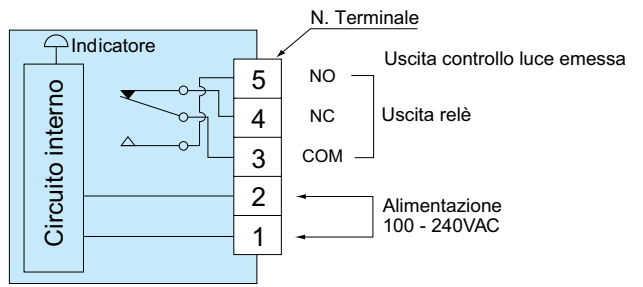 N. Terminale
Indicatore
Uscita controllo luce emessa
5 NO
4 NC
Uscita relè
3 COM
2
1
Alimentazione
100 - 240VAC
Circuito interno